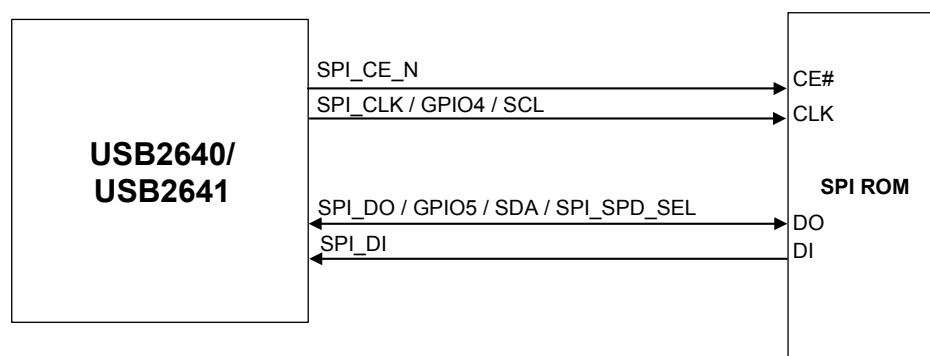 SPI_CE_N
CE#
SPI_CLK / GPIO4 / SCL
CLK
USB2640/
USB2641
SPI ROM
SPI_DO / GPIO5 / SDA / SPI_SPD_SEL
DO
SPI_DI
DI